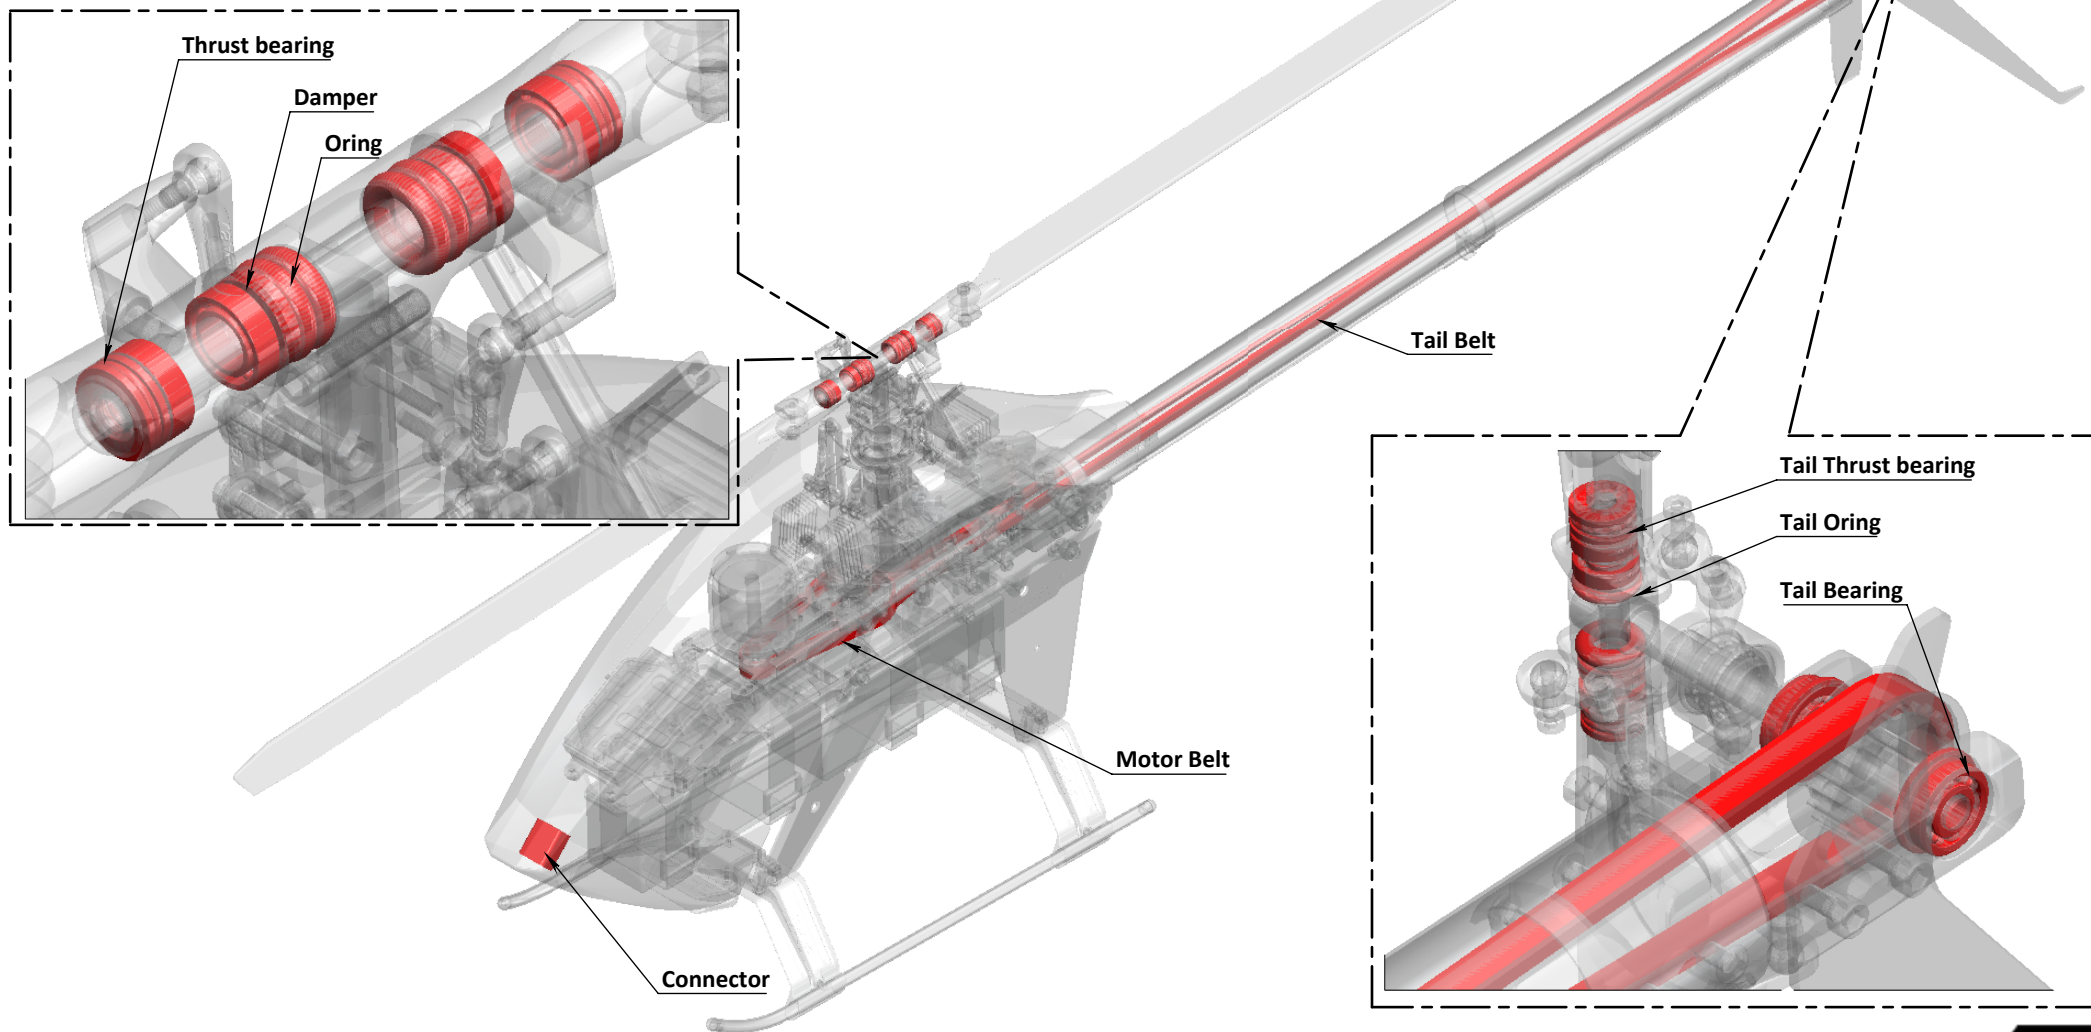 Thrust bearing
Damper
Oring
Tail Belt
Tail Thrust bearing
Tail Oring
Tail Bearing
Motor Belt
Connector